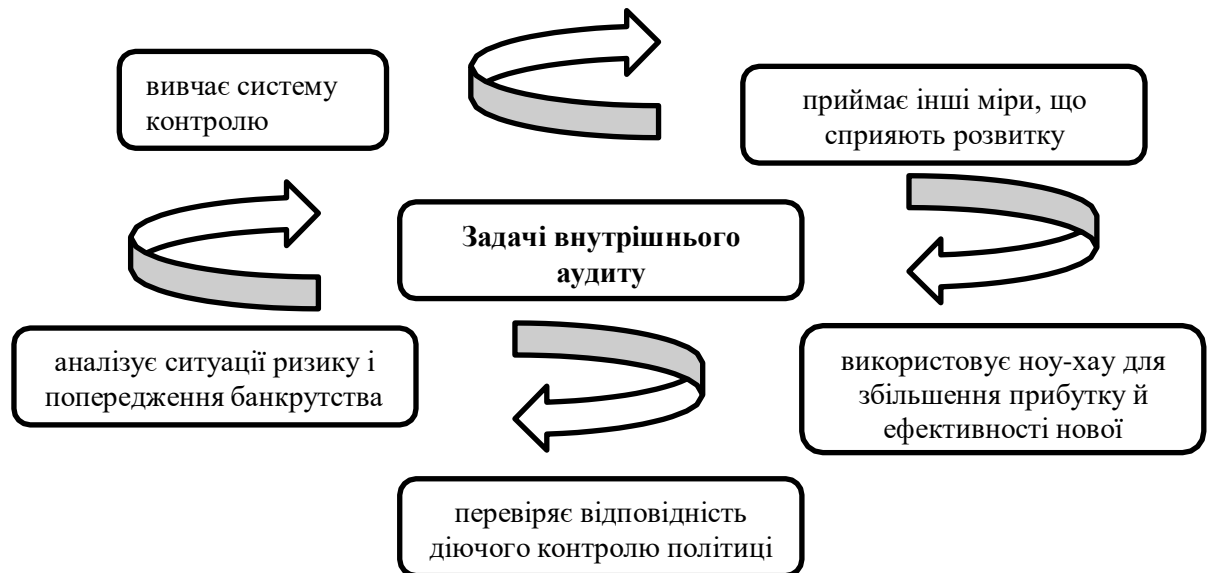 вивчає систему
контролю
приймає інші міри, що
сприяють розвитку
Задачі внутрішнього
аудиту
аналізує ситуації ризику і
попередження банкрутства
використовує ноу-хау для
збільшення прибутку й
ефективності нової
перевіряє відповідність
діючого контролю політиці